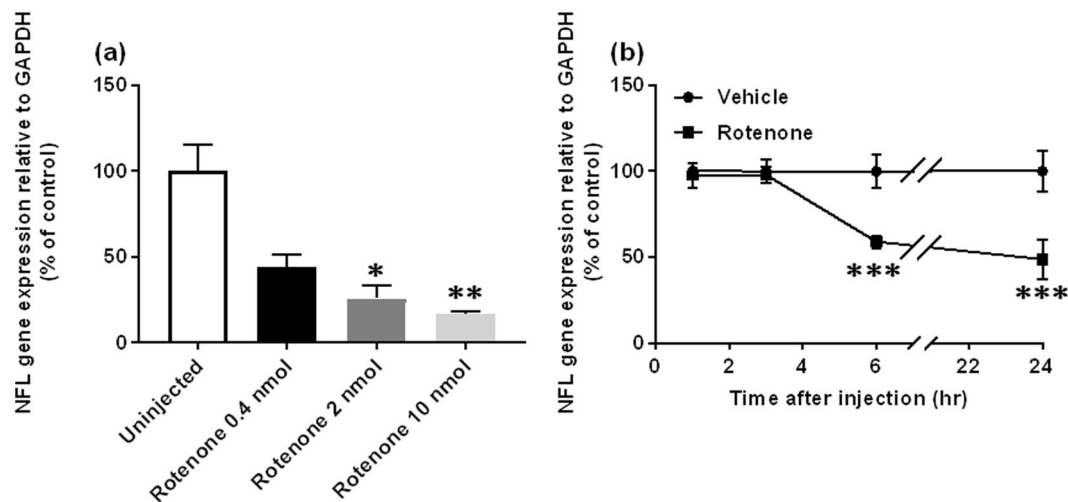 (a)
NFL gene expression relative to GAPDH
(% of control)
150
100
50
0
*
**
Uninjected
Rotenone 0.4 nmol
Rotenone 2 nmol
Rotenone 10 nmol
(b)
NFL gene expression relative to GAPDH
(% of control)
150
100
50
0
Vehicle
Rotenone
***
***
0 2 4 6 22 24
Time after injection (hr)